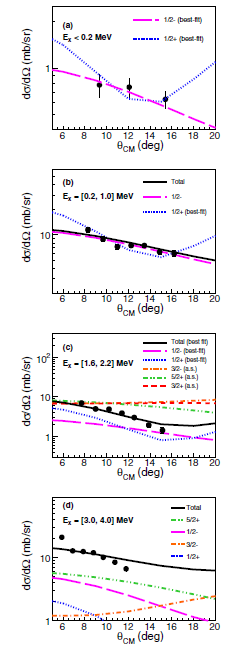 (a)
Ex < 0.2 MeV
1/2- (best-fit)
1/2+ (best-fit)
dσ/dΩ (mb/sr)
1
6 8 10 12 14 16 18 20
θCM (deg)
(b)
Ex = [0.2, 1.0] MeV
Total
1/2-
1/2+ (best-fit)
dσ/dΩ (mb/sr)
10
6 8 10 12 14 16 18 20
θCM (deg)
(c)
Ex = [1.6, 2.2] MeV
Total (best fit)
1/2- (best-fit)
1/2+ (best-fit)
3/2- (a.s.)
5/2+ (a.s.)
3/2+ (a.s.)
dσ/dΩ (mb/sr)
10²
10
1
6 8 10 12 14 16 18 20
θCM (deg)
(d)
Ex = [3.0, 4.0] MeV
Total
5/2+
1/2-
3/2-
1/2+
dσ/dΩ (mb/sr)
10
1
6 8 10 12 14 16 18 20
θCM (deg)